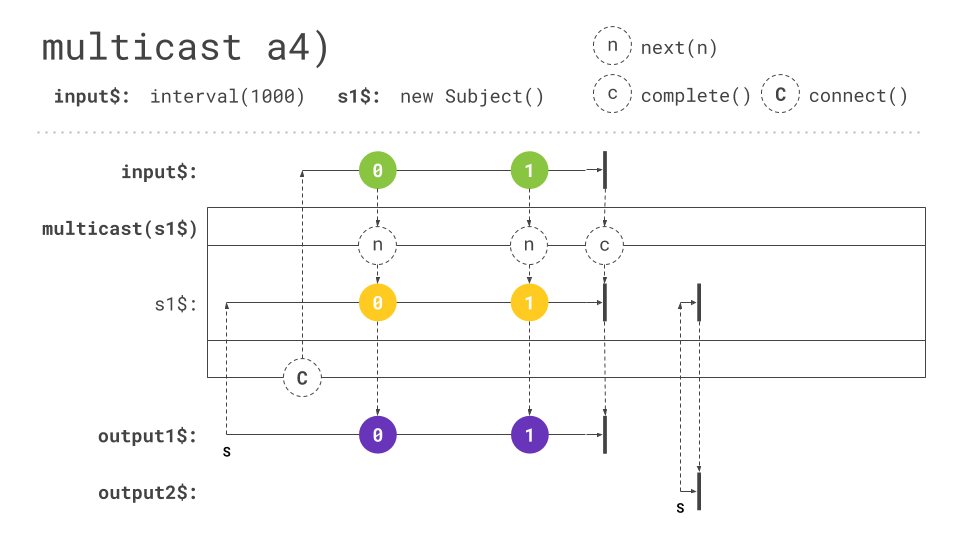 multicast a4)
n next(n)
input$: interval(1000) s1$: new Subject()
c complete() C connect()
input$: 0 1
multicast(s1$)
n n c
s1$: 0 1
C
output1$: 0 1
s
output2$:
s